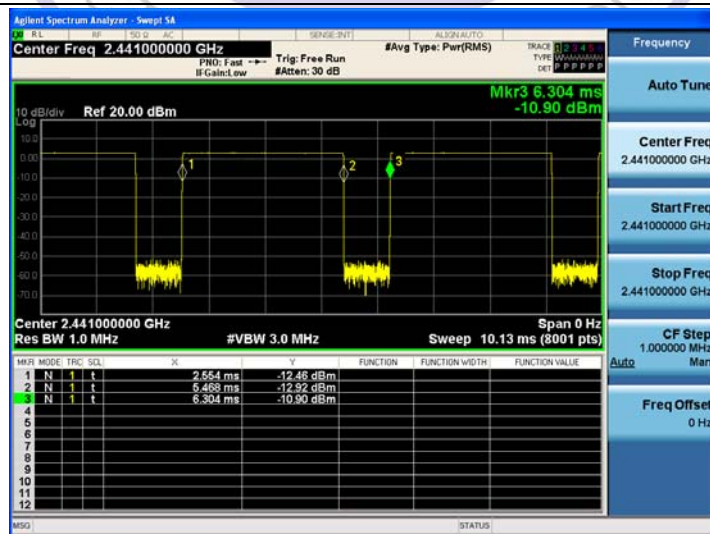 Agilent Spectrum Analyzer - Swept SA
RL RF 50 Ω AC SENSE:INT ALIGN AUTO
Center Freq 2.441000000 GHz
PNO: Fast
IFGain:Low
Trig: Free Run
#Atten: 30 dB
#Avg Type: Pwr(RMS)
TRACE 1 2 3 4 5 6
TYPE
DET P P P P P P
Mkr3 6.304 ms
-10.90 dBm
10 dB/div Ref 20.00 dBm
Log
10.0
0.00
-10.0
-20.0
-30.0
-40.0
-50.0
-60.0
-70.0
1
2
3
Center 2.441000000 GHz Span 0 Hz
Res BW 1.0 MHz #VBW 3.0 MHz Sweep 10.13 ms (8001 pts)
MKR MODE TRC SCL X Y FUNCTION FUNCTION WIDTH FUNCTION VALUE
1 N 1 t 2.554 ms -12.46 dBm
2 N 1 t 5.468 ms -12.92 dBm
3 N 1 t 6.304 ms -10.90 dBm
4
5
6
7
8
9
10
11
12
MSG STATUS
Frequency
Auto Tune
Center Freq
2.441000000 GHz
Start Freq
2.441000000 GHz
Stop Freq
2.441000000 GHz
CF Step
1.000000 MHz
Auto Man
Freq Offset
0 Hz